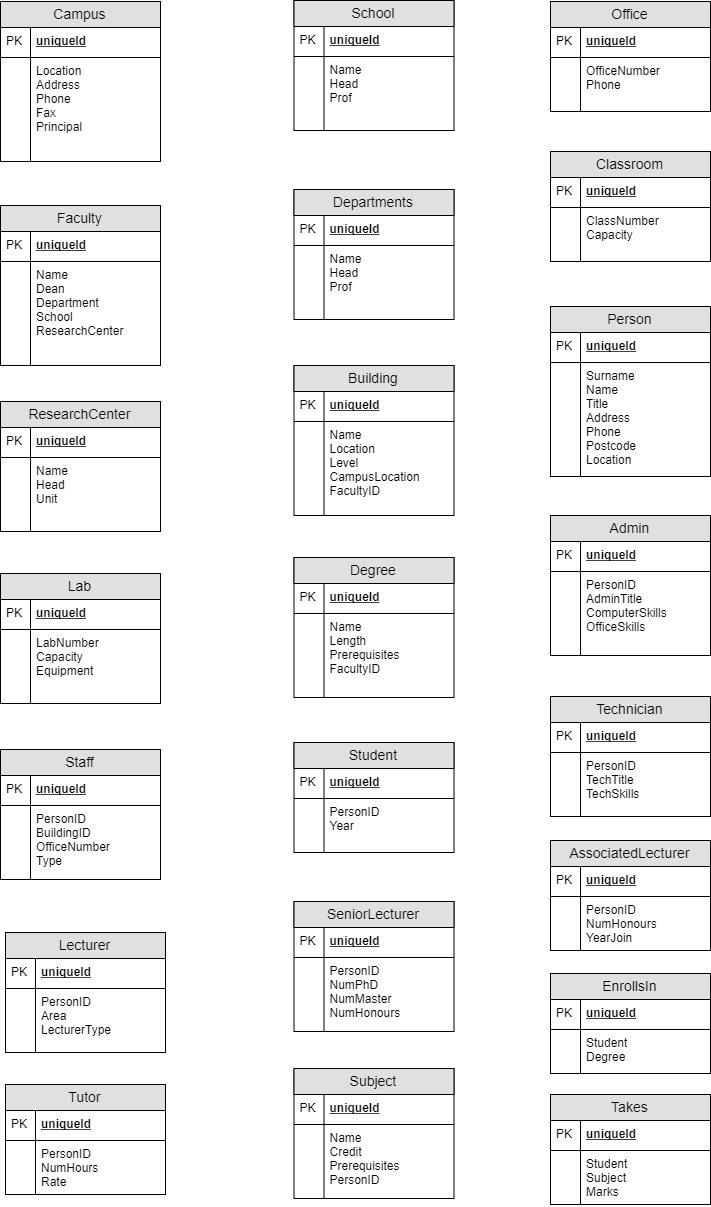 Campus
PK uniqueId
Location
Address
Phone
Fax
Principal
Faculty
PK uniqueId
Name
Dean
Department
School
ResearchCenter
ResearchCenter
PK uniqueId
Name
Head
Unit
Lab
PK uniqueId
LabNumber
Capacity
Equipment
Staff
PK uniqueId
PersonID
BuildingID
OfficeNumber
Type
Lecturer
PK uniqueId
PersonID
Area
LecturerType
Tutor
PK uniqueId
PersonID
NumHours
Rate
School
PK uniqueId
Name
Head
Prof
Departments
PK uniqueId
Name
Head
Prof
Building
PK uniqueId
Name
Location
Level
CampusLocation
FacultyID
Degree
PK uniqueId
Name
Length
Prerequisites
FacultyID
Student
PK uniqueId
PersonID
Year
SeniorLecturer
PK uniqueId
PersonID
NumPhD
NumMaster
NumHonours
Subject
PK uniqueId
Name
Credit
Prerequisites
PersonID
Office
PK uniqueId
OfficeNumber
Phone
Classroom
PK uniqueId
ClassNumber
Capacity
Person
PK uniqueId
Surname
Name
Title
Address
Phone
Postcode
Location
Admin
PK uniqueId
PersonID
AdminTitle
ComputerSkills
OfficeSkills
Technician
PK uniqueId
PersonID
TechTitle
TechSkills
AssociatedLecturer
PK uniqueId
PersonID
NumHonours
YearJoin
EnrollsIn
PK uniqueId
Student
Degree
Takes
PK uniqueId
Student
Subject
Marks